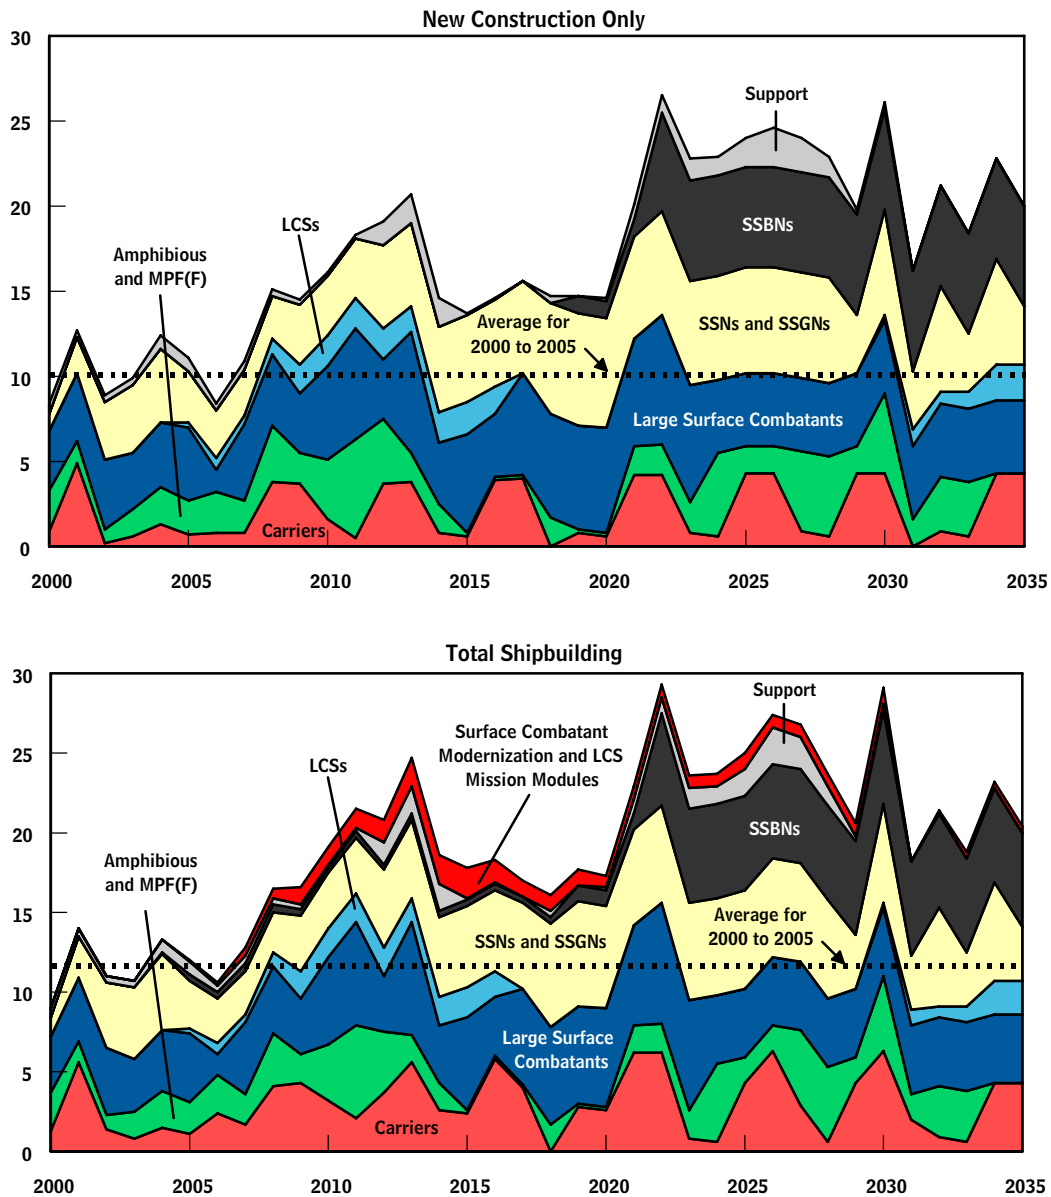 New Construction Only
30
25
20
15
10
5
0
Support
LCSs
SSBNs
Amphibious
and MPF(F)
Average for
2000 to 2005
SSNs and SSGNs
Large Surface Combatants
Carriers
2000
2005
2010
2015
2020
2025
2030
2035
Total Shipbuilding
30
25
20
15
10
5
0
Support
Surface Combatant
Modernization and LCS
Mission Modules
LCSs
SSBNs
Amphibious
and MPF(F)
Average for
2000 to 2005
SSNs and SSGNs
Large Surface
Combatants
Carriers
2000
2005
2010
2015
2020
2025
2030
2035